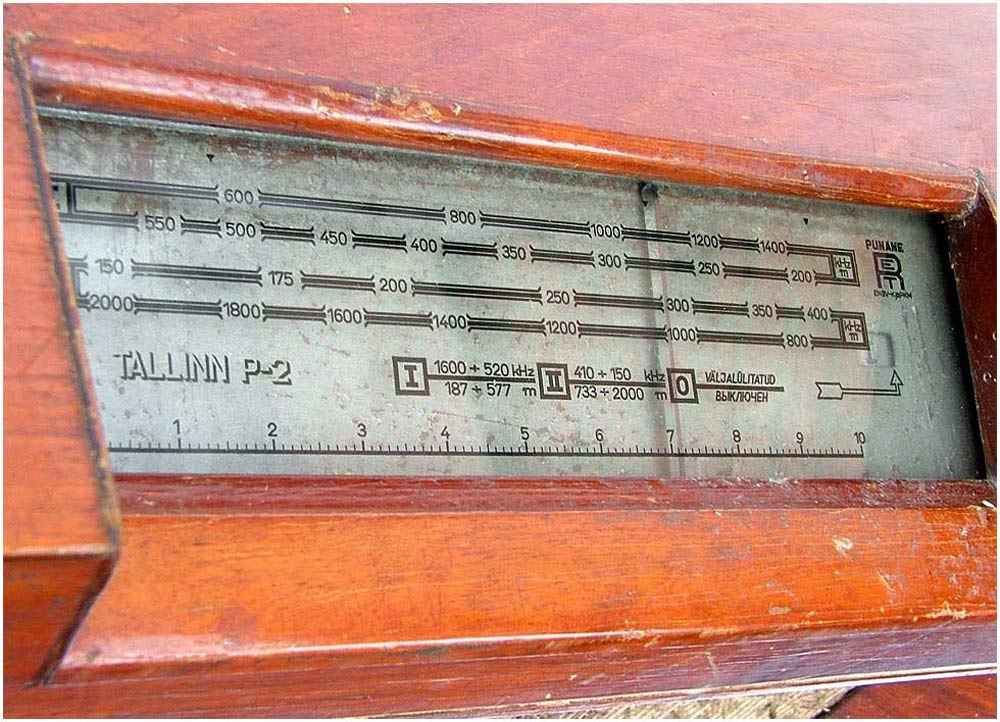 600 800 1000 1200 1400 kHz
550 500 450 400 350 300 250 200 m
PUNANE
RET
ENSV-КДРКМ
150 175 200 250 300 350 400 kHz
2000 1800 1600 1400 1200 1000 800 m
TALLINN P-2
I 1600 ÷ 520 kHz
187 ÷ 577 m
II 410 ÷ 150 kHz
733 ÷ 2000 m
O VÄLJALÜLITATUD
ВЫКЛЮЧЕН
1 2 3 4 5 6 7 8 9 10